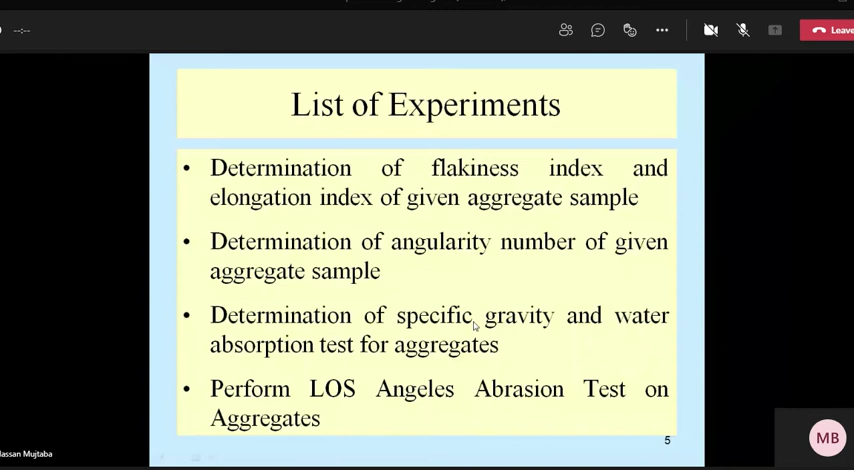 --:--
Leave
List of Experiments
• Determination of flakiness index and
elongation index of given aggregate sample
• Determination of angularity number of given
aggregate sample
• Determination of specific gravity and water
absorption test for aggregates
• Perform LOS Angeles Abrasion Test on
Aggregates
5
MB
assan Mujtaba